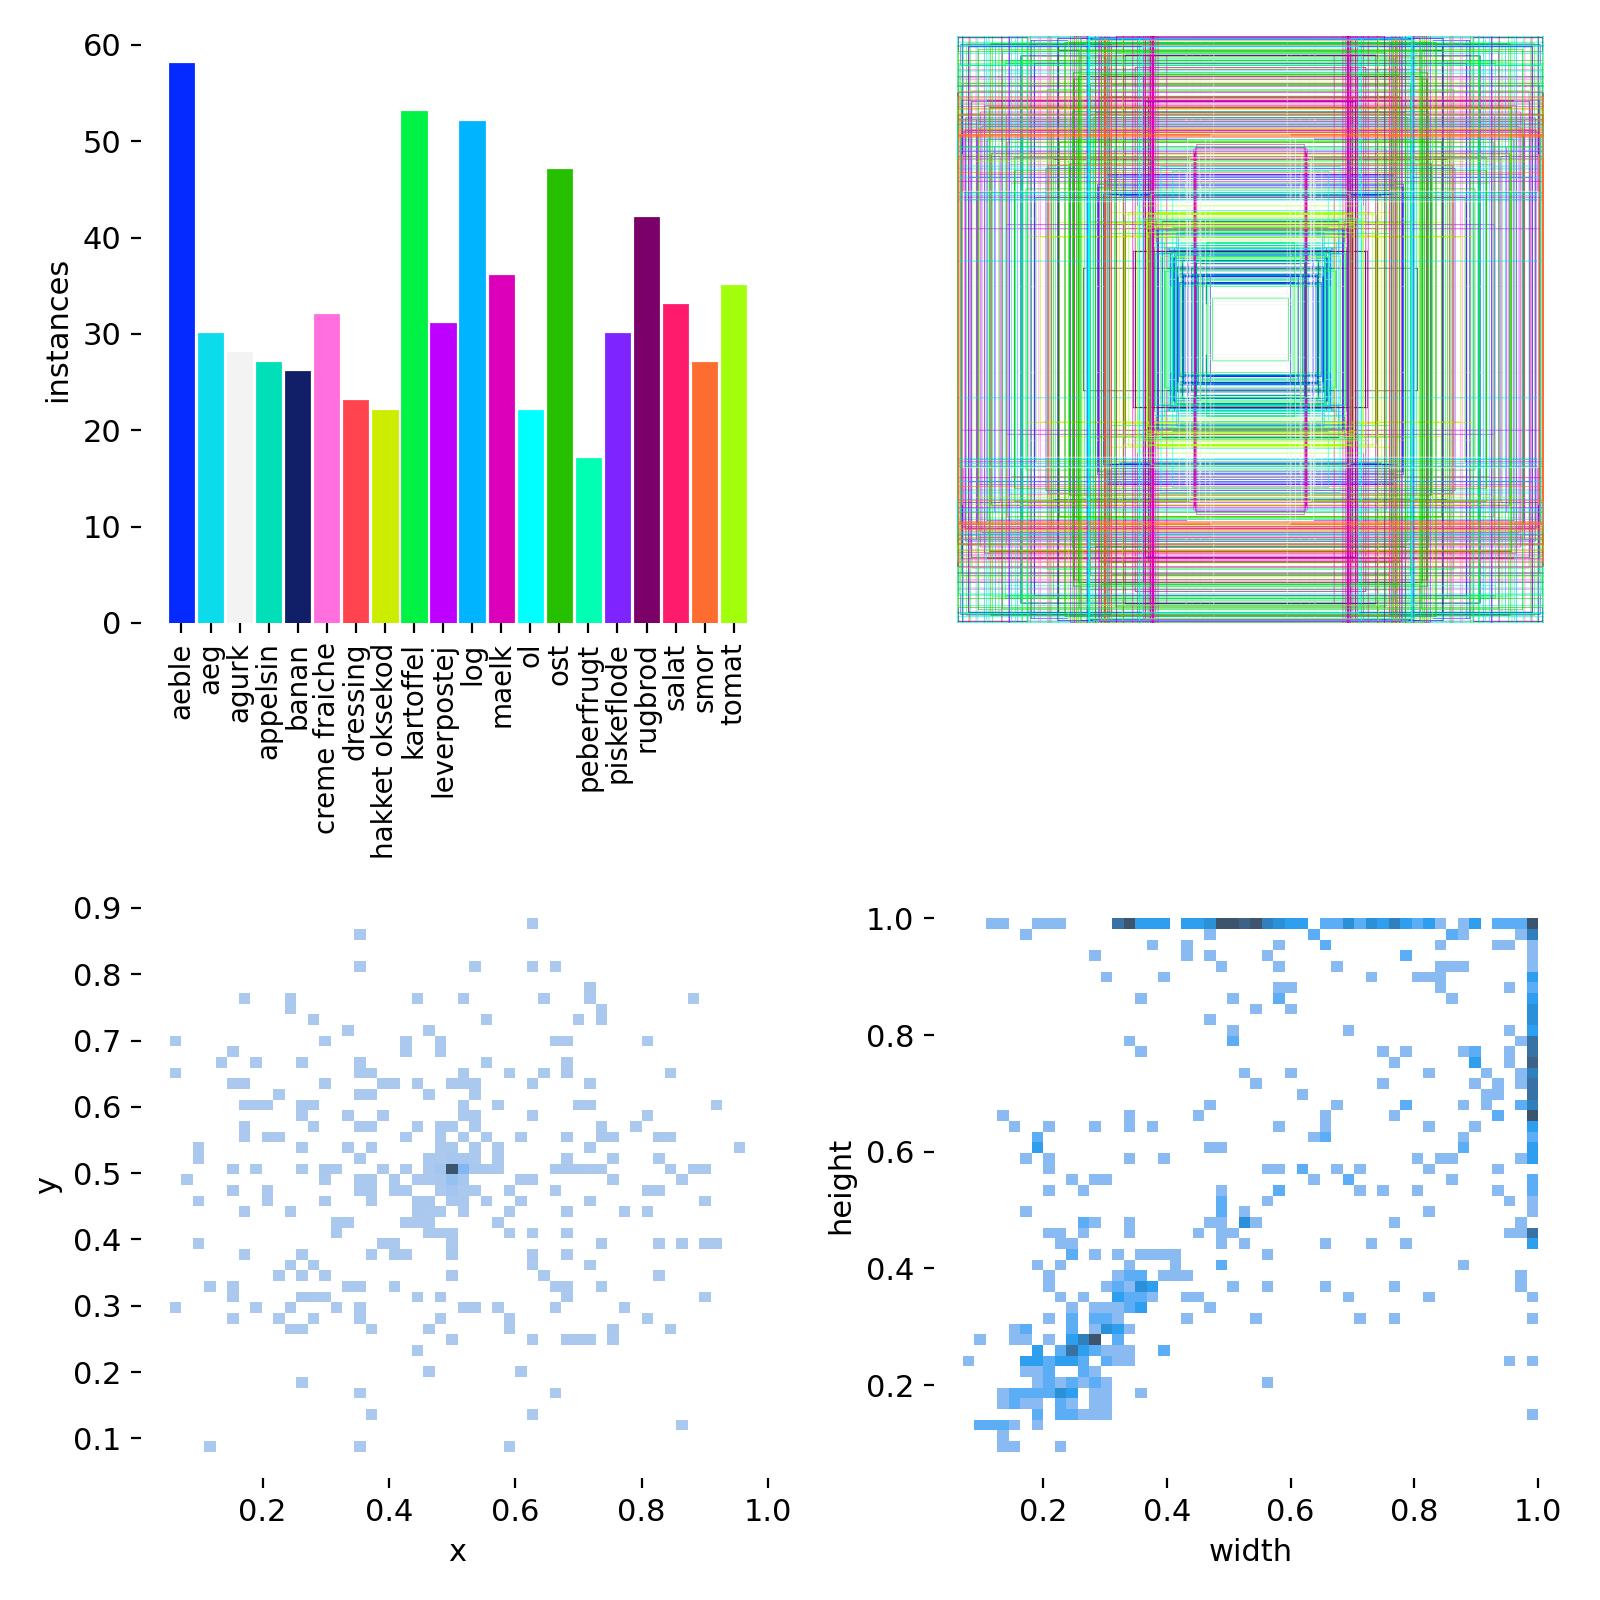 60
50
40
30
20
10
0
instances
aeble
aeg
agurk
appelsin
banan
creme fraiche
dressing
hakket oksekod
kartoffel
leverpostej
log
maelk
ol
ost
peberfrugt
piskeflode
rugbrod
salat
smor
tomat
0.9
0.8
0.7
0.6
0.5
0.4
0.3
0.2
0.1
y
0.2 0.4 0.6 0.8 1.0
x
1.0
0.8
0.6
0.4
0.2
height
0.2 0.4 0.6 0.8 1.0
width